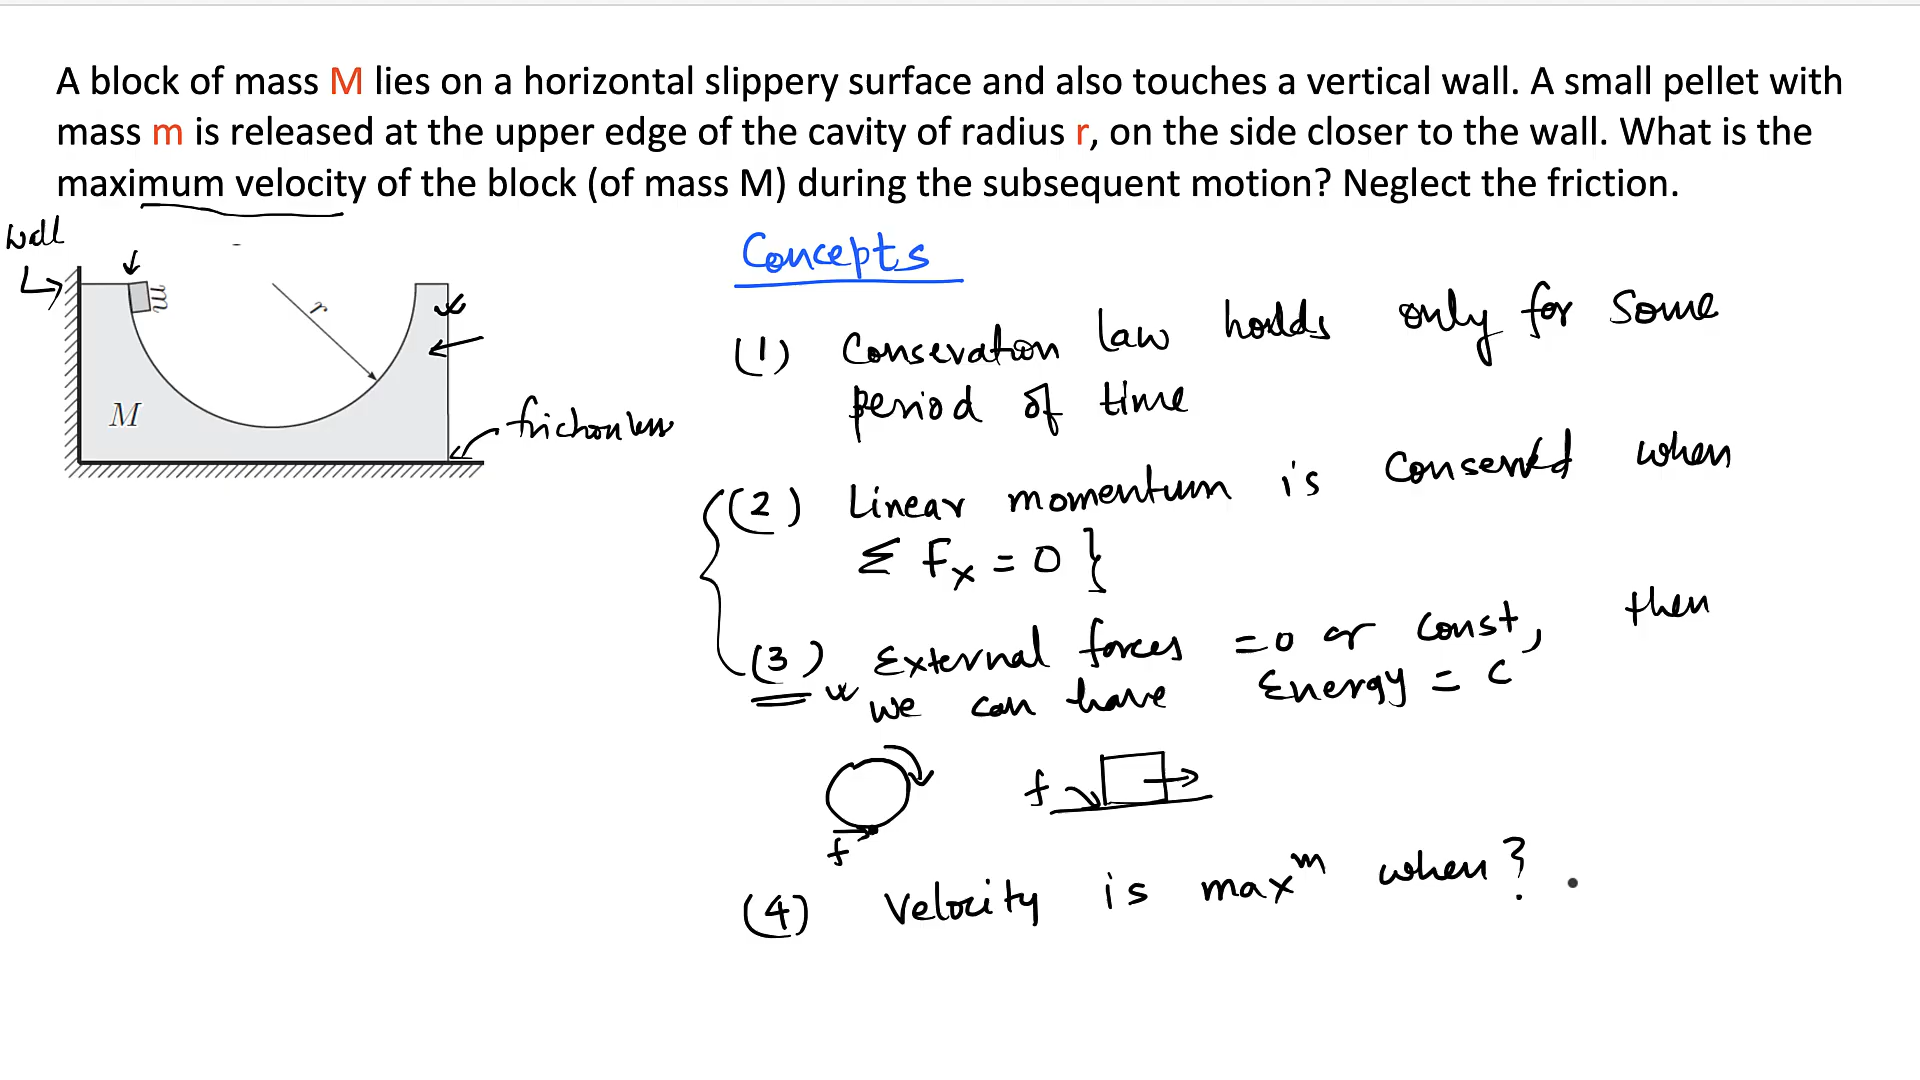 A block of mass M lies on a horizontal slippery surface and also touches a vertical wall. A small pellet with
mass m is released at the upper edge of the cavity of radius r, on the side closer to the wall. What is the
maximum velocity of the block (of mass M) during the subsequent motion? Neglect the friction.
wall
m
r
M
frictionless
Concepts
(1) Consevation law holds only for some
period of time
(2) Linear momentum is conserved when
Σ Fx = 0 }
(3) External forces = 0 or const, then
we can have Energy = C
f
f
(4) Velocity is maxᵐ when?